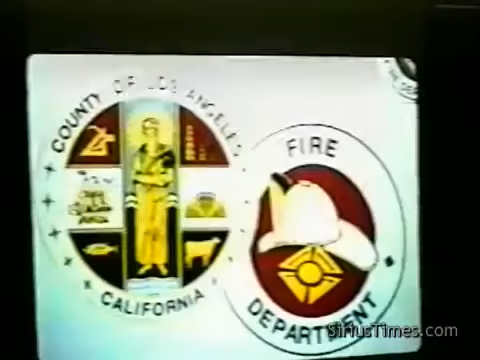 COUNTY OF LOS ANGELES
CALIFORNIA
FIRE
DEPARTMENT
SiriusTimes.com